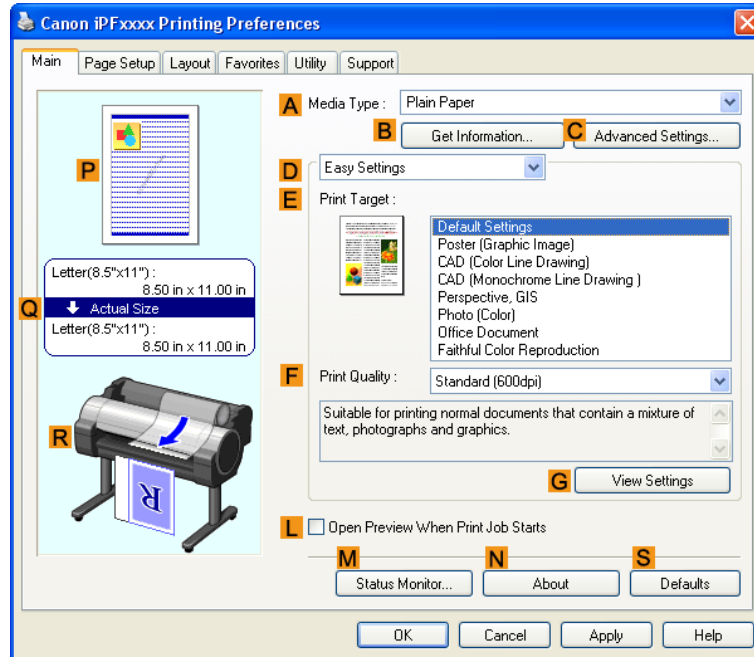 Canon iPFxxxx Printing Preferences
Main Page Setup Layout Favorites Utility Support
A Media Type : Plain Paper
B Get Information... C Advanced Settings...
P
D Easy Settings
E Print Target :
Default Settings
Poster (Graphic Image)
CAD (Color Line Drawing)
CAD (Monochrome Line Drawing )
Perspective, GIS
Photo (Color)
Office Document
Faithful Color Reproduction
Letter(8.5"x11") :
8.50 in x 11.00 in
Q Actual Size
Letter(8.5"x11") :
8.50 in x 11.00 in
F Print Quality : Standard (600dpi)
Suitable for printing normal documents that contain a mixture of
text, photographs and graphics.
R
R
G View Settings
L Open Preview When Print Job Starts
M N S
Status Monitor... About Defaults
OK Cancel Apply Help